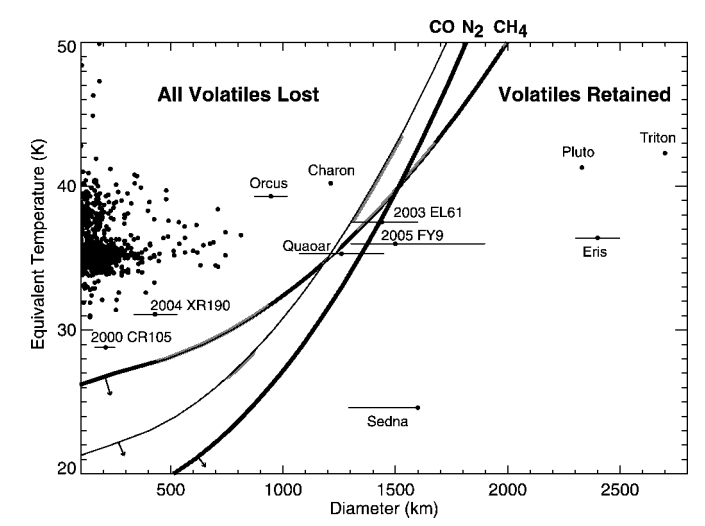 CO N2 CH4
50
All Volatiles Lost
Volatiles Retained
Triton
Pluto
Charon
Orcus
40
2003 EL61
2005 FY9
Quaoar
Eris
Equivalent Temperature (K)
2004 XR190
30
2000 CR105
Sedna
20
500 1000 1500 2000 2500
Diameter (km)